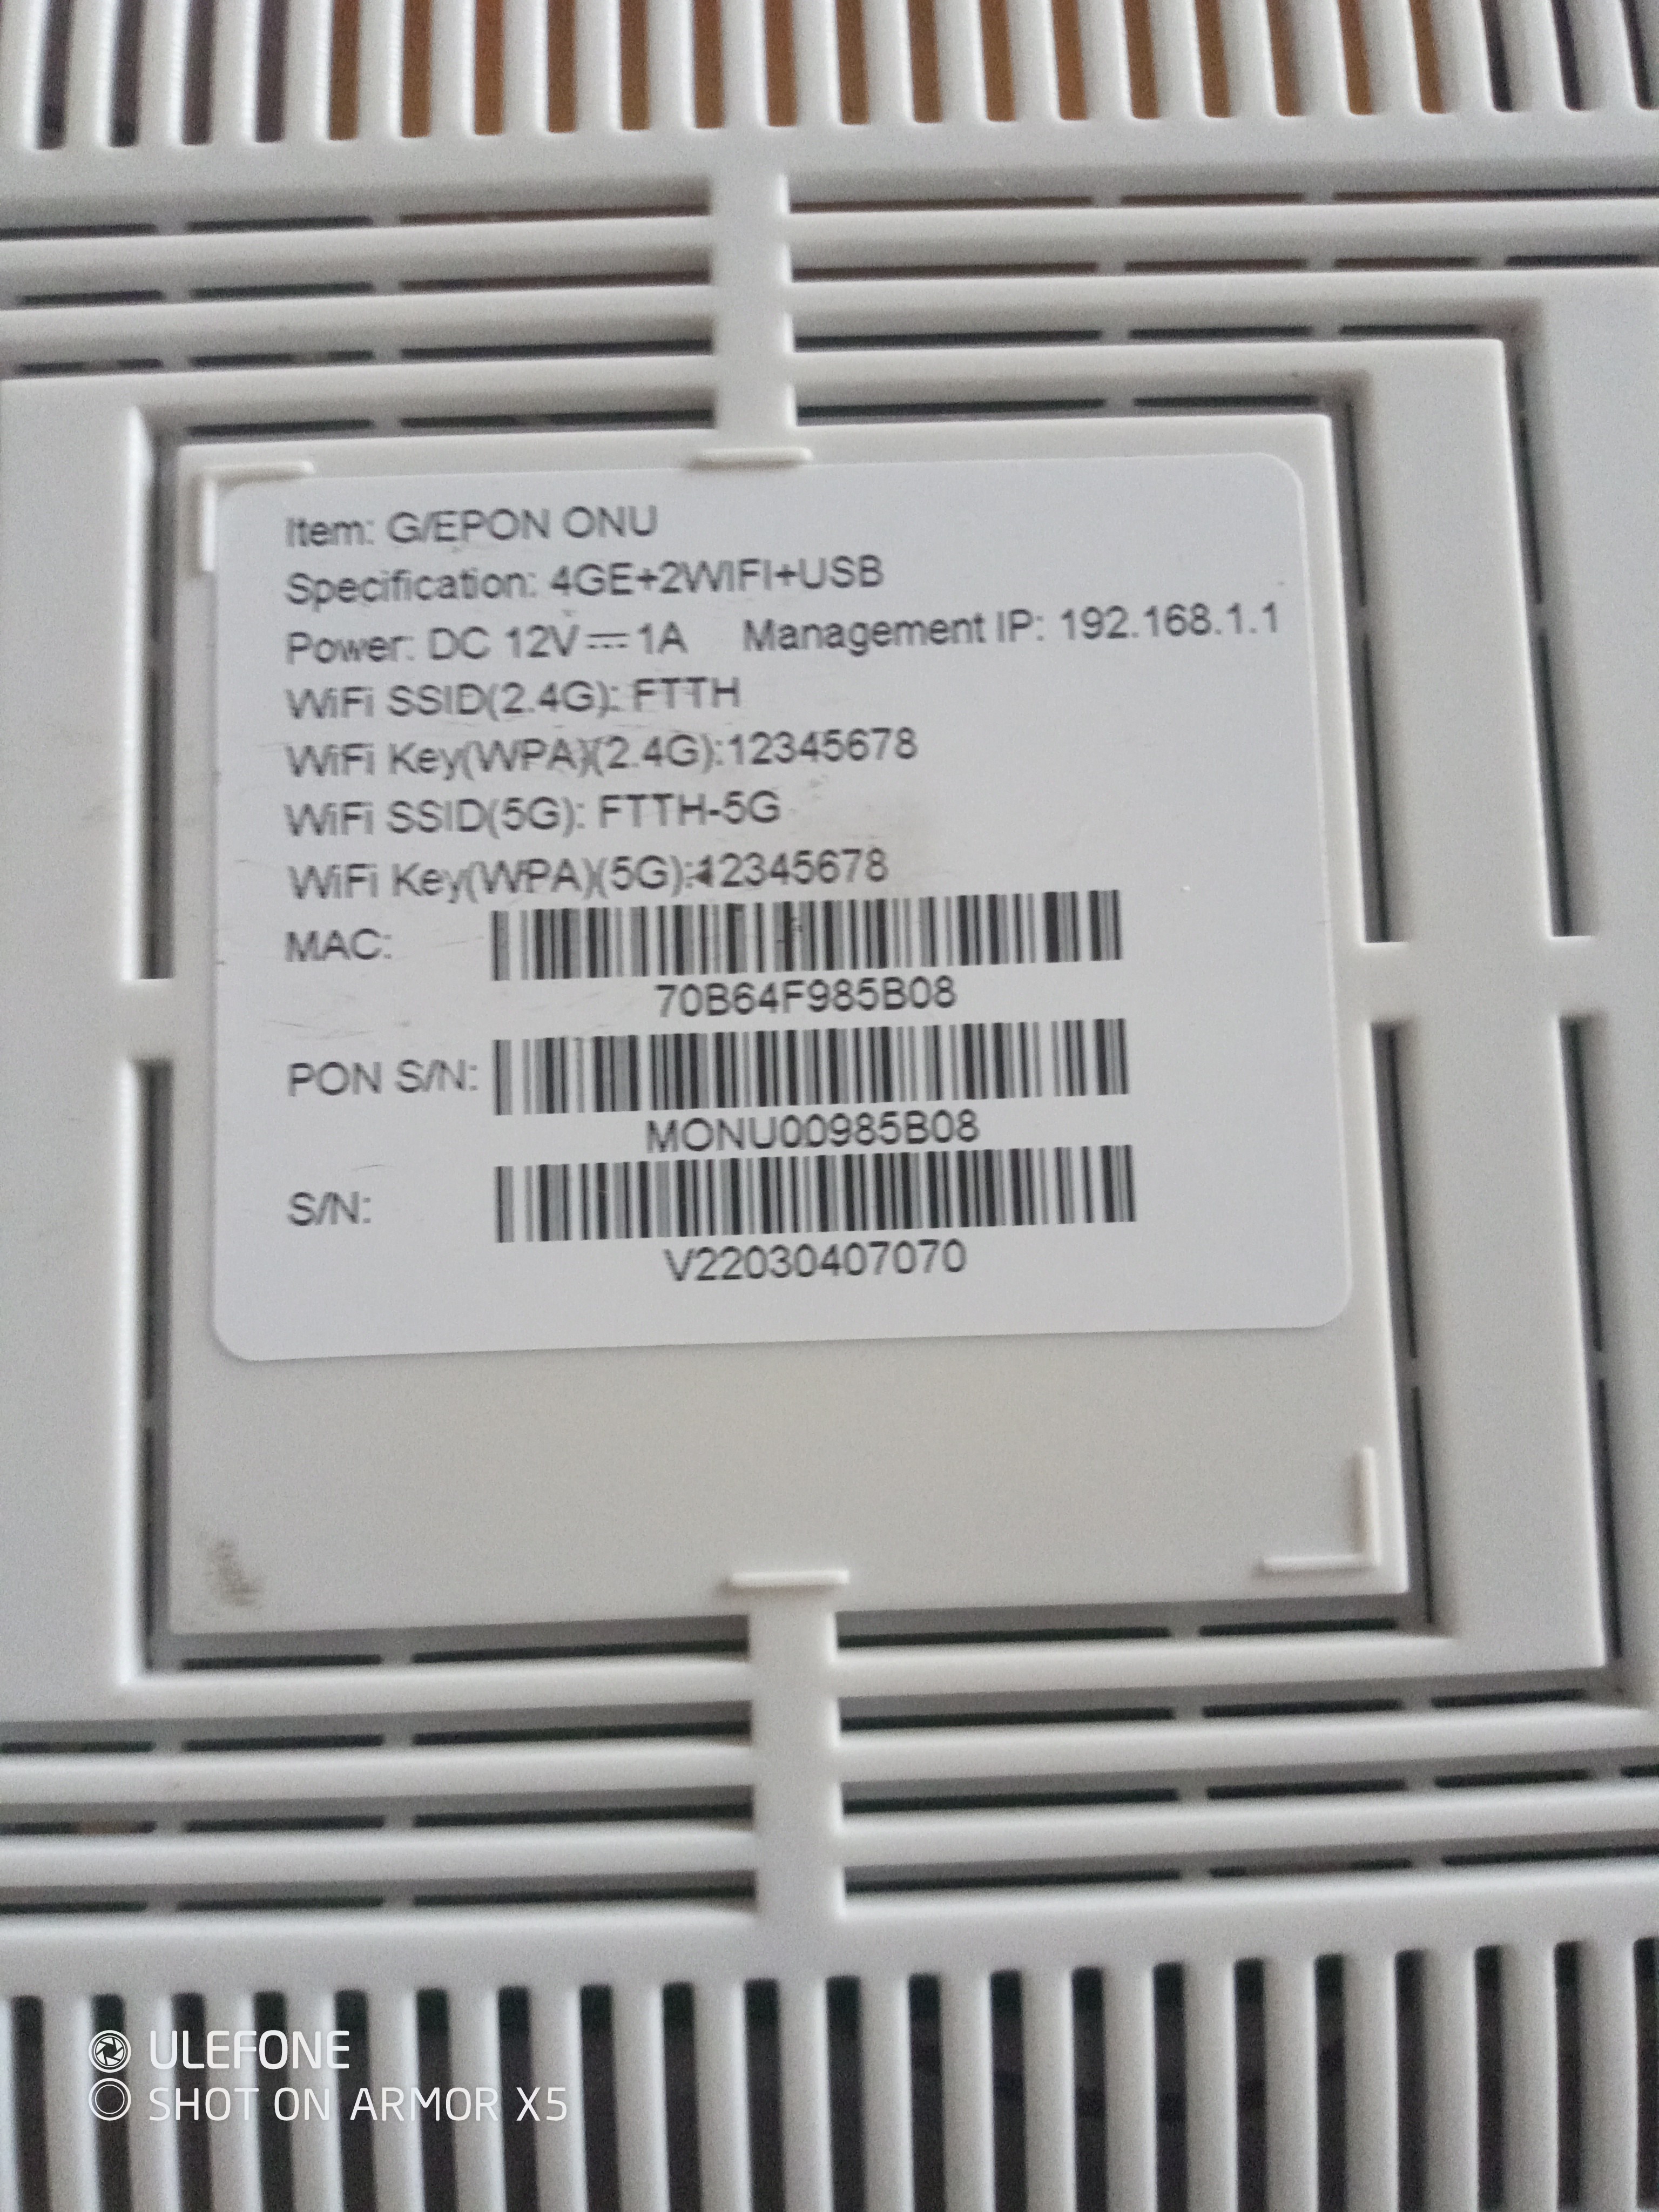 Item: G/EPON ONU
Specification: 4GE+2WIFI+USB
Power: DC 12V⎓1A Management IP: 192.168.1.1
WiFi SSID(2.4G): FTTH
WiFi Key(WPA)(2.4G):12345678
WiFi SSID(5G): FTTH-5G
WiFi Key(WPA)(5G):12345678
MAC:
70B64F985B08
PON S/N:
MONU00985B08
S/N:
V22030407070
ULEFONE
SHOT ON ARMOR X5